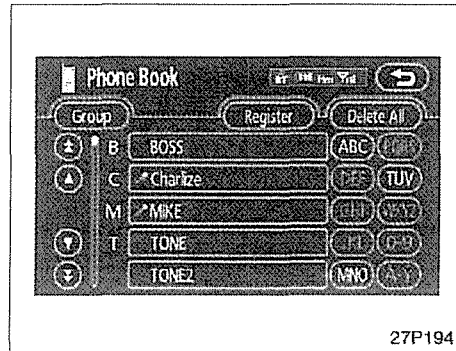 Phone Book
Group Register Delete All
B BOSS ABC
C Charlize TUV
M MIKE
T TONE
TONE2 MNO
27P194